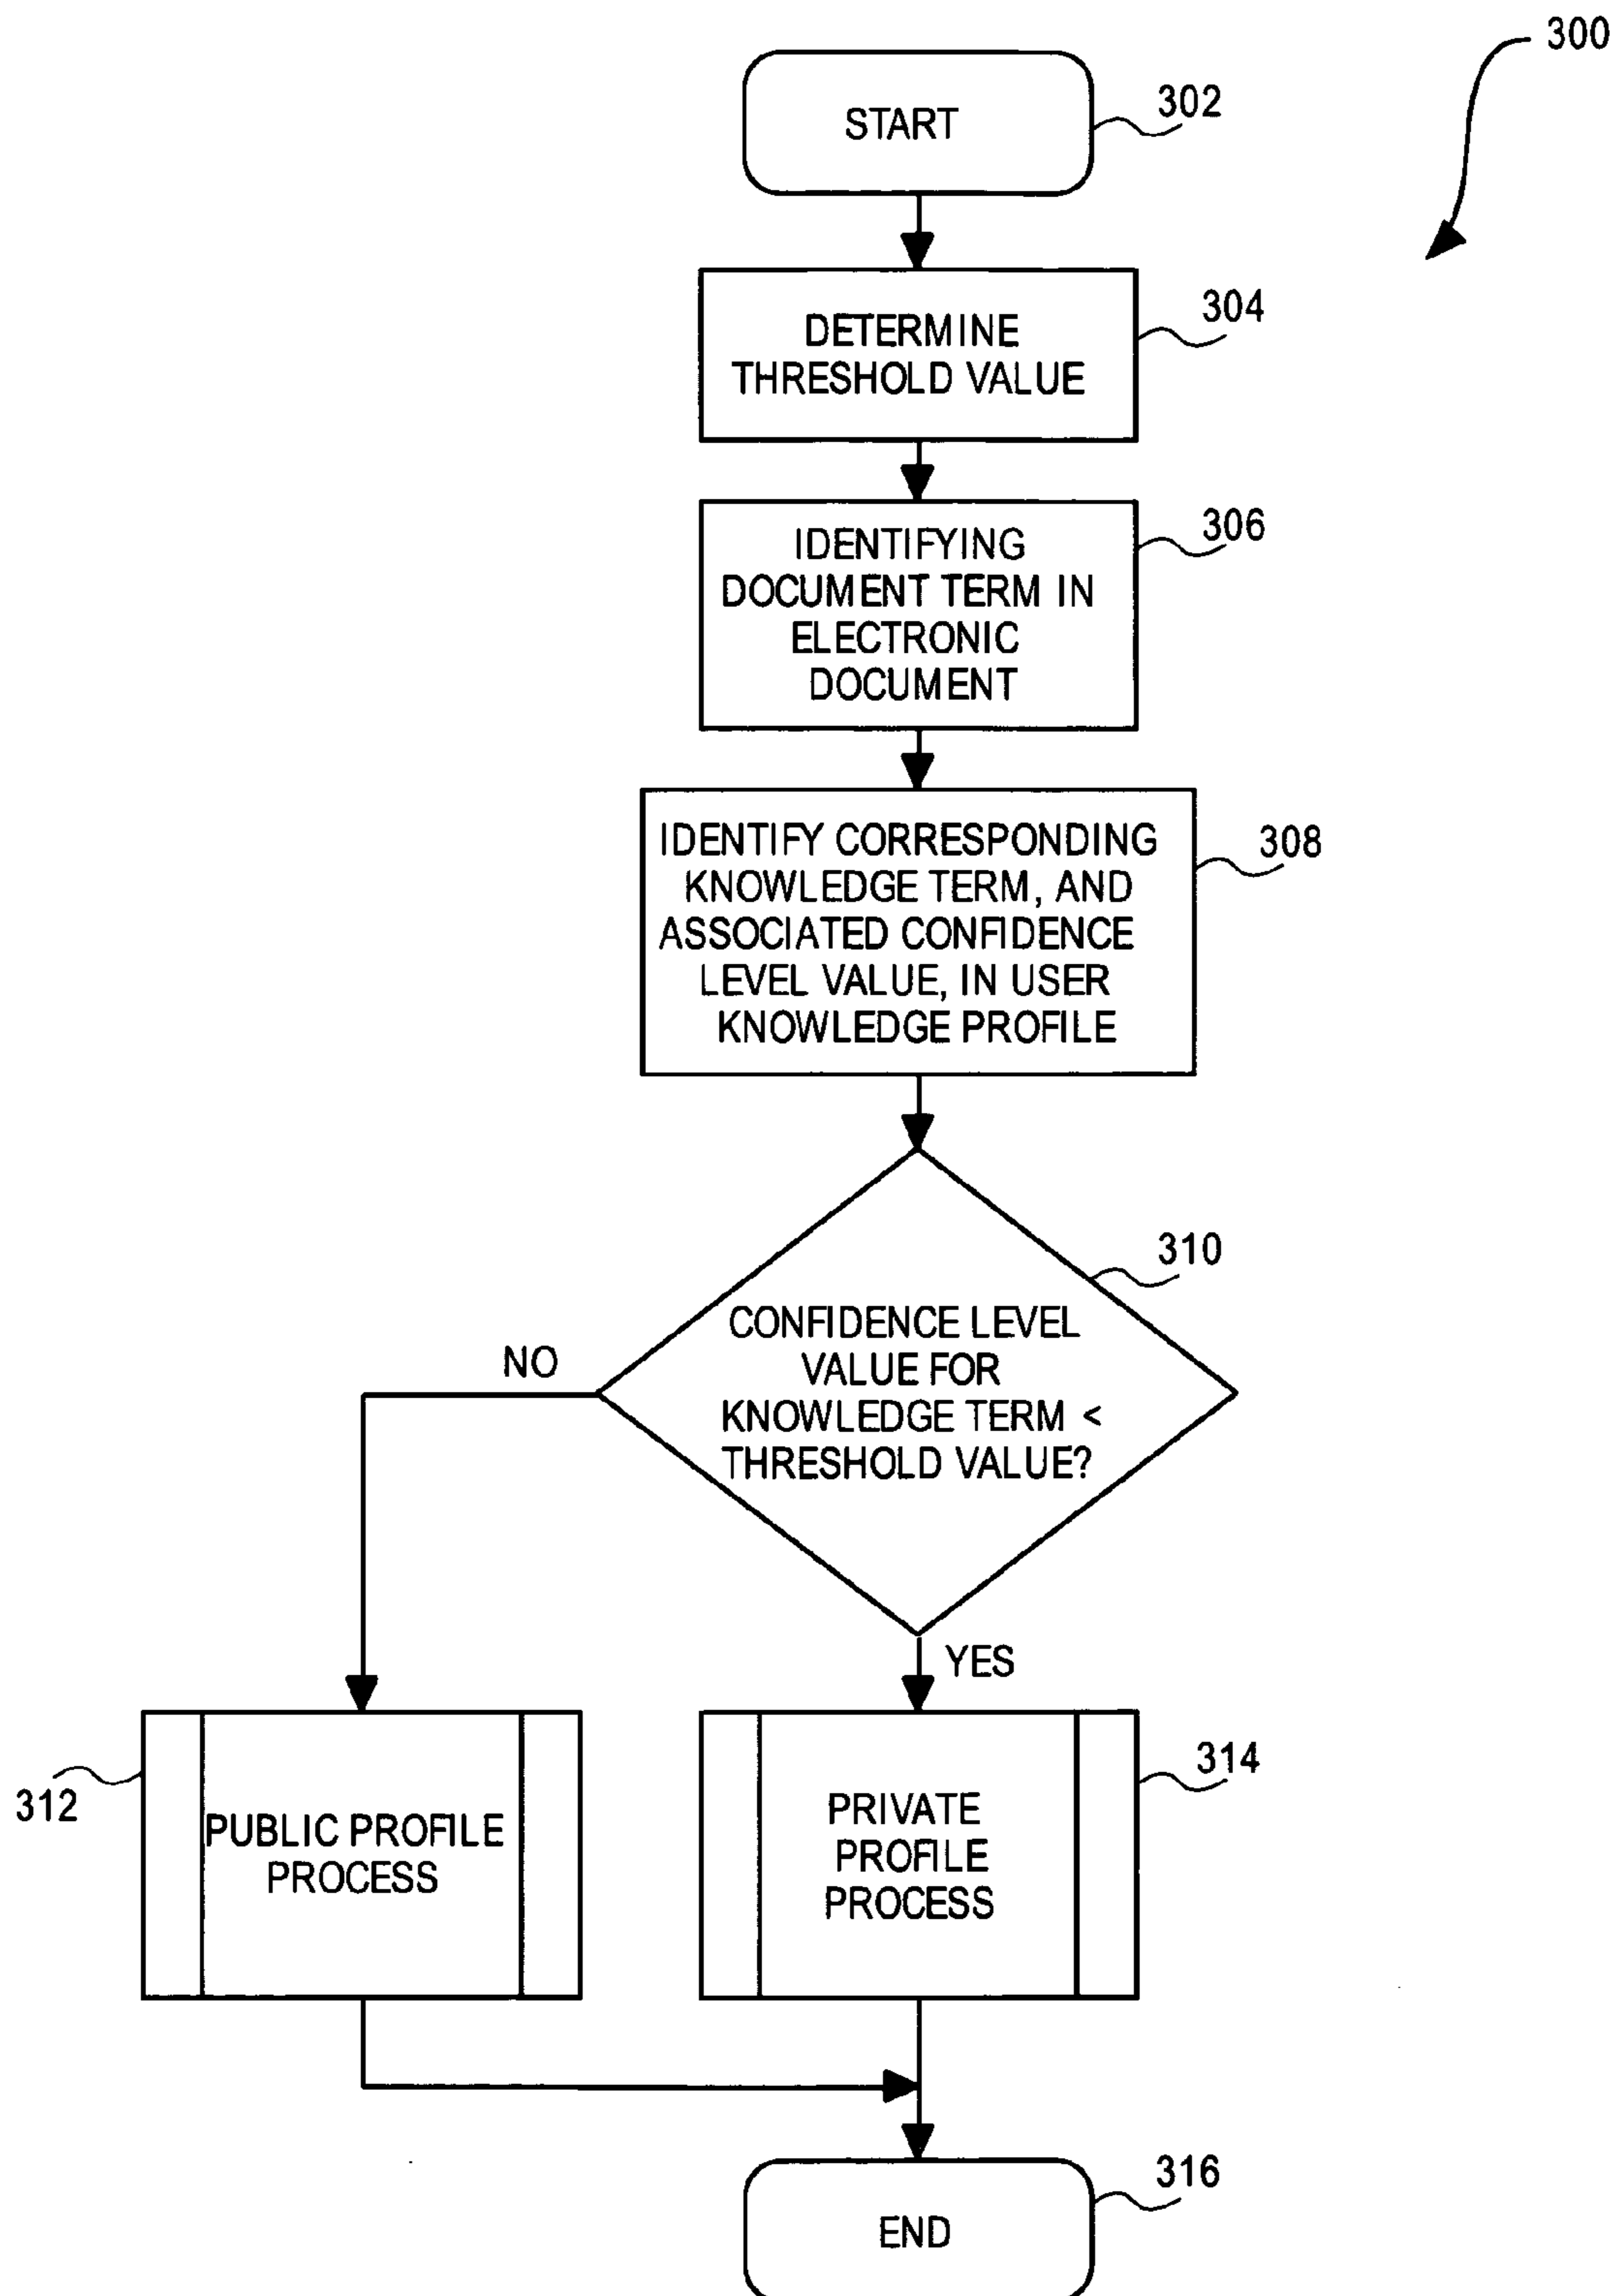 300
START
302
DETERMINE
THRESHOLD VALUE
304
IDENTIFYING
DOCUMENT TERM IN
ELECTRONIC
DOCUMENT
306
IDENTIFY CORRESPONDING
KNOWLEDGE TERM, AND
ASSOCIATED CONFIDENCE
LEVEL VALUE, IN USER
KNOWLEDGE PROFILE
308
310
CONFIDENCE LEVEL
VALUE FOR
KNOWLEDGE TERM <
THRESHOLD VALUE?
NO
YES
312
PUBLIC PROFILE
PROCESS
PRIVATE
PROFILE
PROCESS
314
END
316